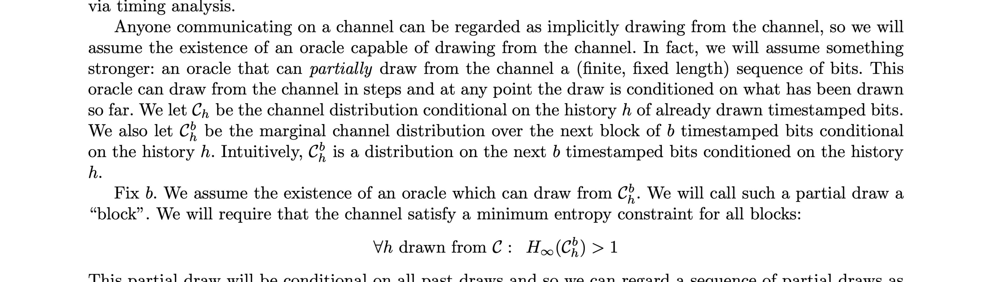 via timing analysis.
Anyone communicating on a channel can be regarded as implicitly drawing from the channel, so we will
assume the existence of an oracle capable of drawing from the channel. In fact, we will assume something
stronger: an oracle that can partially draw from the channel a (finite, fixed length) sequence of bits. This
oracle can draw from the channel in steps and at any point the draw is conditioned on what has been drawn
so far. We let $\mathcal{C}_h$ be the channel distribution conditional on the history $h$ of already drawn timestamped bits.
We also let $\mathcal{C}_h^b$ be the marginal channel distribution over the next block of $b$ timestamped bits conditional
on the history $h$. Intuitively, $\mathcal{C}_h^b$ is a distribution on the next $b$ timestamped bits conditioned on the history
$h$.
Fix $b$. We assume the existence of an oracle which can draw from $\mathcal{C}_h^b$. We will call such a partial draw a
“block”. We will require that the channel satisfy a minimum entropy constraint for all blocks:
$\forall h$ drawn from $\mathcal{C}$ : $H_\infty(\mathcal{C}_h^b) > 1$
This partial draw will be conditional on all past draws and so we can regard a sequence of partial draws as